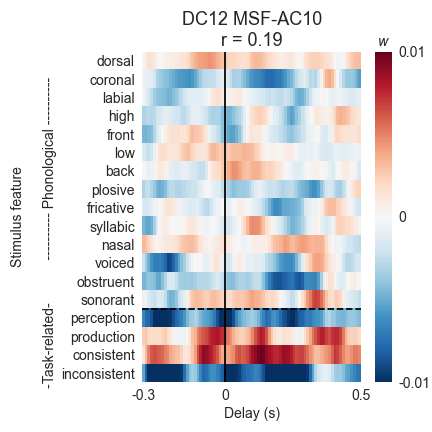 DC12 MSF-AC10
r = 0.19
w
Stimulus feature
---------- Phonological ----------
-Task-related-
dorsal
coronal
labial
high
front
low
back
plosive
fricative
syllabic
nasal
voiced
obstruent
sonorant
perception
production
consistent
inconsistent
0.01
0
-0.01
-0.3 0 0.5
Delay (s)